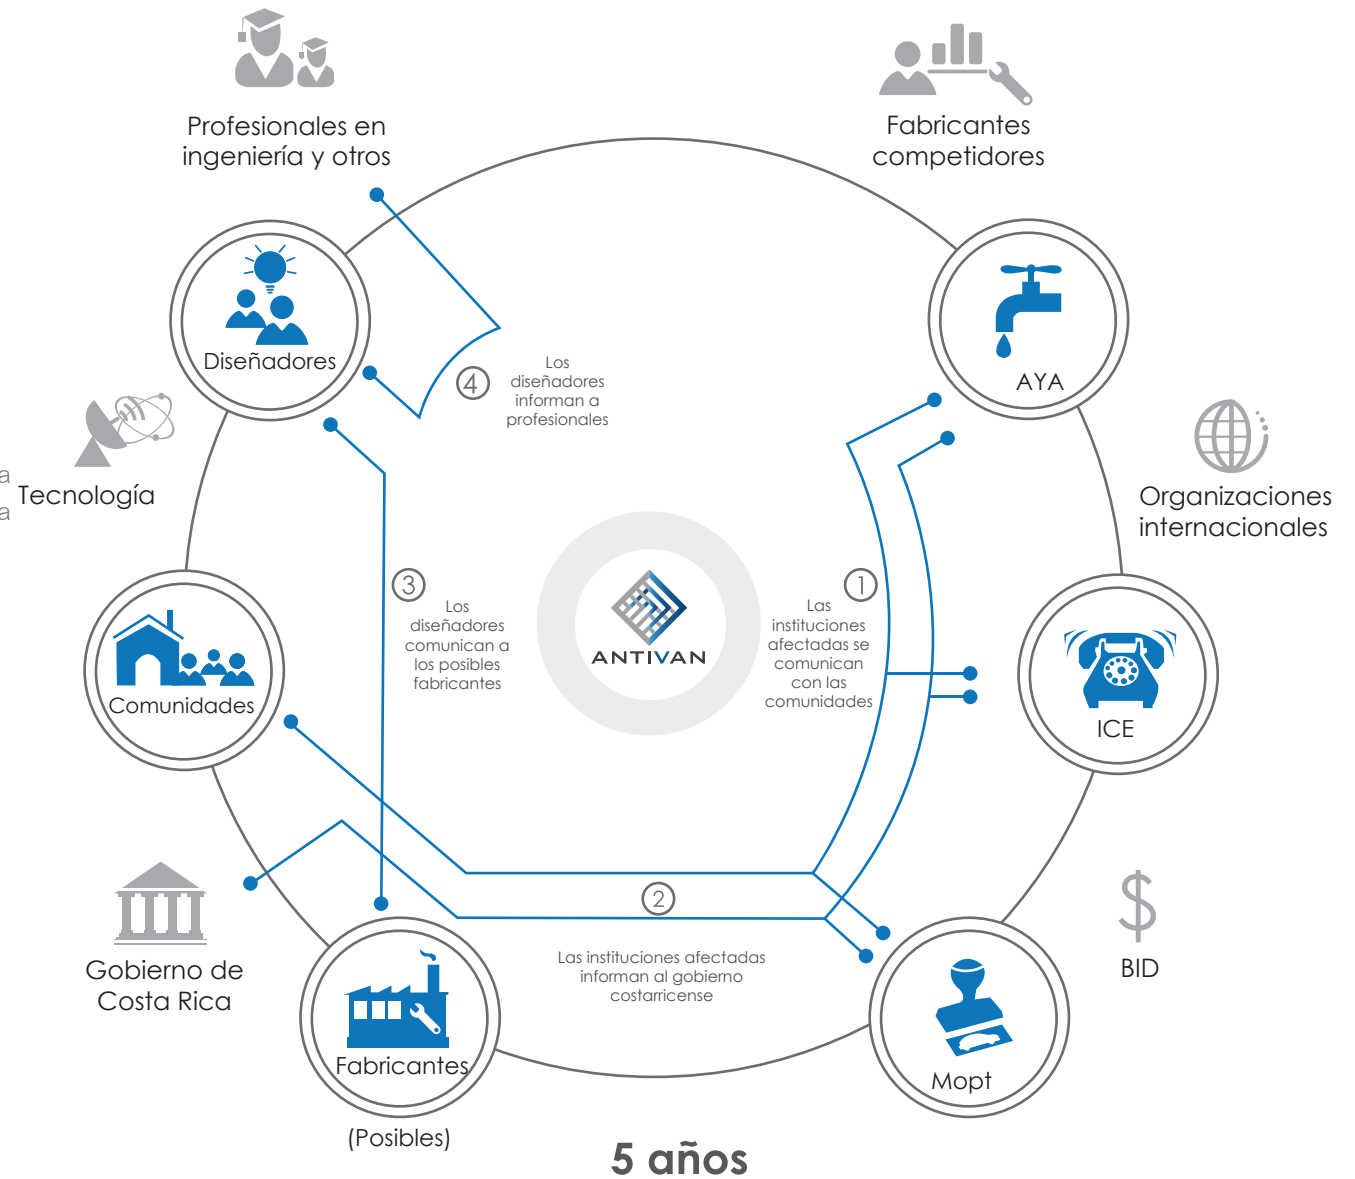 Profesionales en
ingeniería y otros
Fabricantes
competidores
Diseñadores
AYA
4
Los
diseñadores
informan a
profesionales
a
Tecnología
a
Organizaciones
internacionales
3
Los
diseñadores
comunican a
los posibles
fabricantes
ANTIVAN
1
Las
instituciones
afectadas se
comunican
con las
comunidades
Comunidades
ICE
2
Las instituciones afectadas
informan al gobierno
costarricense
Gobierno de
Costa Rica
$
BID
Fabricantes
(Posibles)
Mopt
5 años